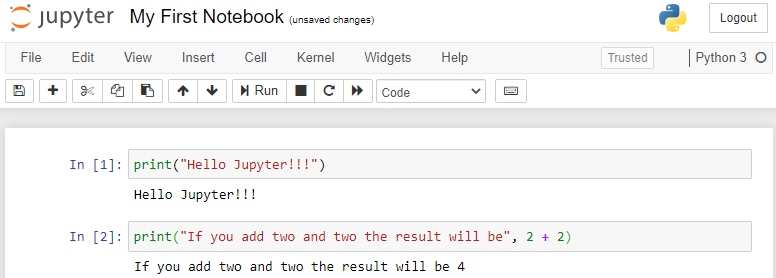 jupyter My First Notebook (unsaved changes) Logout
File Edit View Insert Cell Kernel Widgets Help Trusted Python 3
Run Code
In [1]: print("Hello Jupyter!!!")
Hello Jupyter!!!
In [2]: print("If you add two and two the result will be", 2 + 2)
If you add two and two the result will be 4